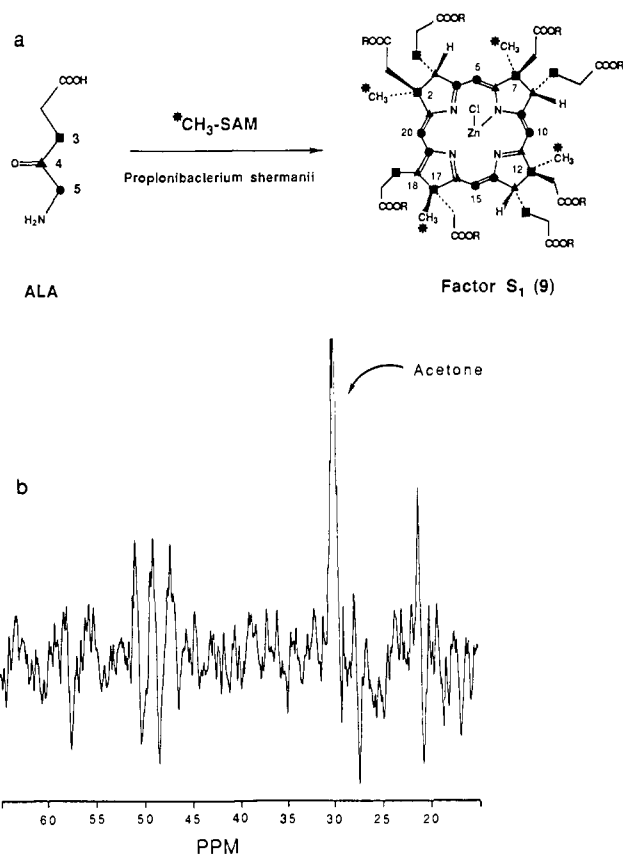 a
COOH
3
O
4
5
H₂N
ALA
*CH₃-SAM
Propionibaclerium shermanii
COOR
ROOC
COOR
H
*CH₃
COOR
5
7
2
*CH₃
N
Cl
N
Zn
H
20
10
N
N
*CH₃
12
18
17
15
COOR
CH₃
*
COOR
H
COOR
COOR
Factor S₁ (9)
b
Acetone
60 55 50 45 40 35 30 25 20
PPM